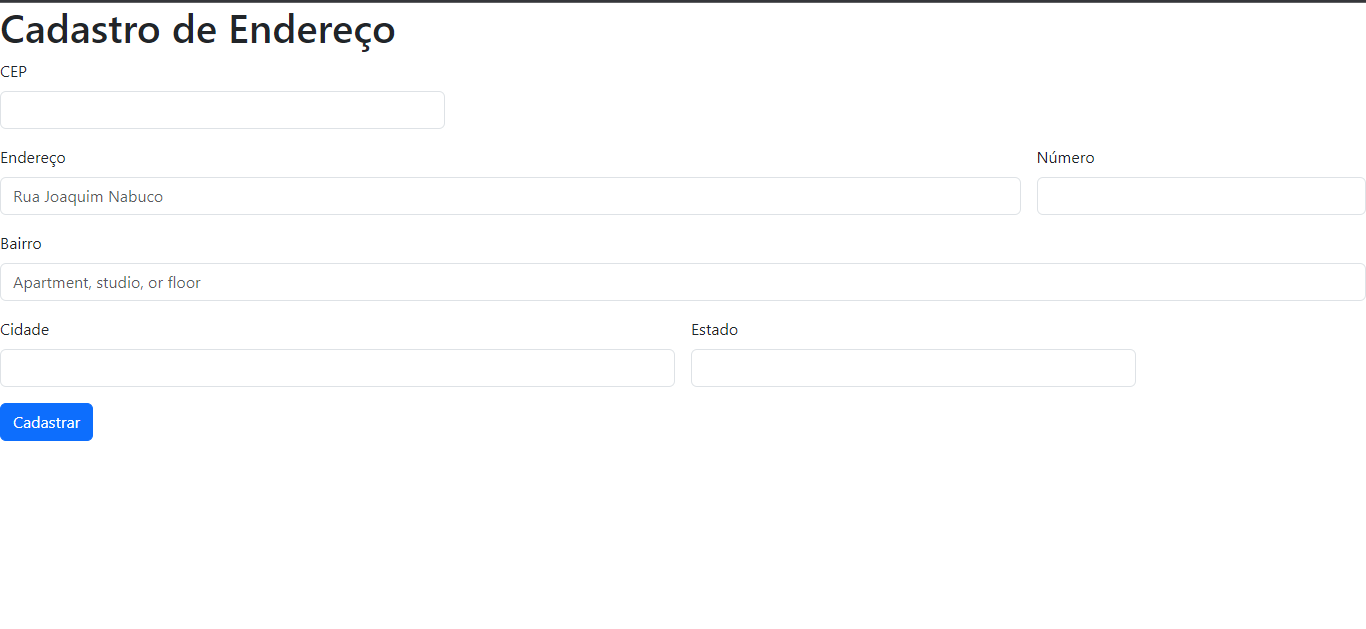 Cadastro de Endereço
CEP
Endereço
Número
Rua Joaquim Nabuco
Bairro
Apartment, studio, or floor
Cidade
Estado
Cadastrar